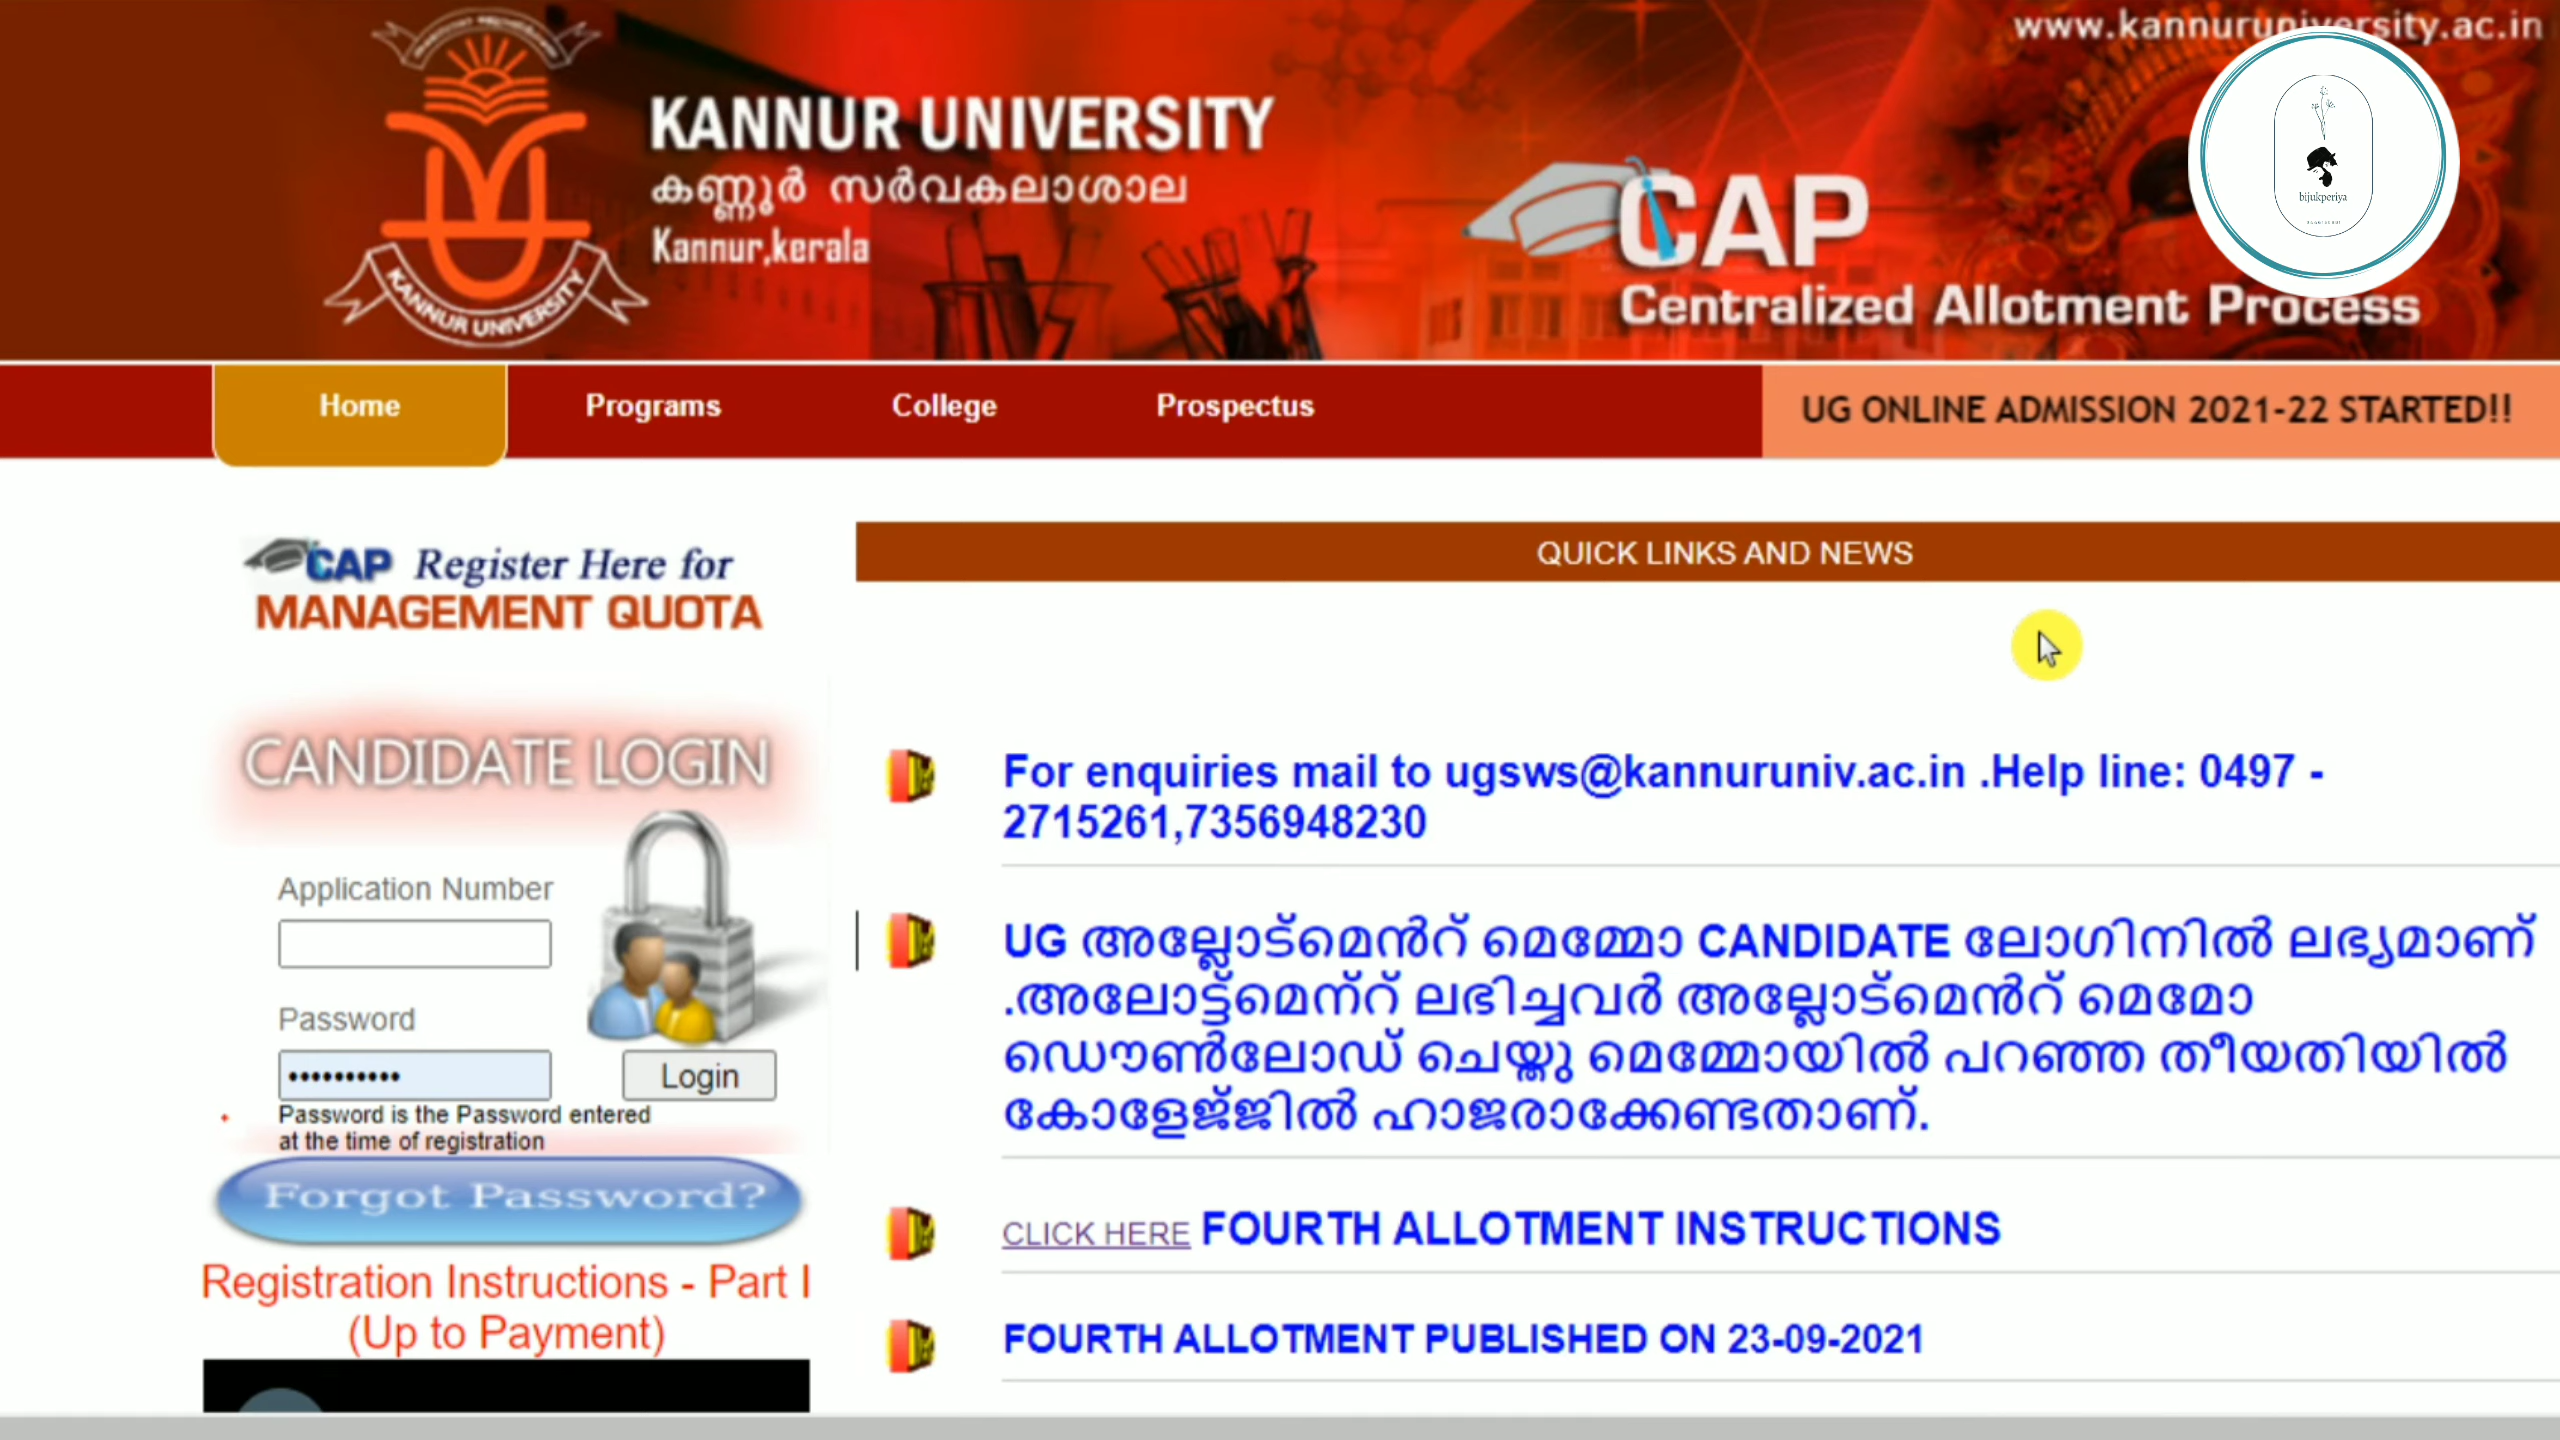 www.kannuruniversity.ac.in
KANNUR UNIVERSITY
കണ്ണൂർ സർവകലാശാല
Kannur,kerala
KANNUR UNIVERSITY
CAP
Centralized Allotment Process
bijukperiya
Home
Programs
College
Prospectus
UG ONLINE ADMISSION 2021-22 STARTED!!
CAP Register Here for
MANAGEMENT QUOTA
CANDIDATE LOGIN
Application Number
Password
Login
Password is the Password entered
at the time of registration
Forgot Password?
Registration Instructions - Part I
(Up to Payment)
QUICK LINKS AND NEWS
For enquiries mail to ugsws@kannuruniv.ac.in .Help line: 0497 -
2715261,7356948230
UG അല്ലോട്മെൻറ് മെമ്മോ CANDIDATE ലോഗിനിൽ ലഭ്യമാണ്
.അലോട്ട്മെന്റ് ലഭിച്ചവർ അല്ലോട്മെൻറ് മെമോ
ഡൌൺലോഡ് ചെയ്തു മെമ്മോയിൽ പറഞ്ഞ തീയതിയിൽ
കോളേജ്ജിൽ ഹാജരാക്കേണ്ടതാണ്.
CLICK HERE FOURTH ALLOTMENT INSTRUCTIONS
FOURTH ALLOTMENT PUBLISHED ON 23-09-2021